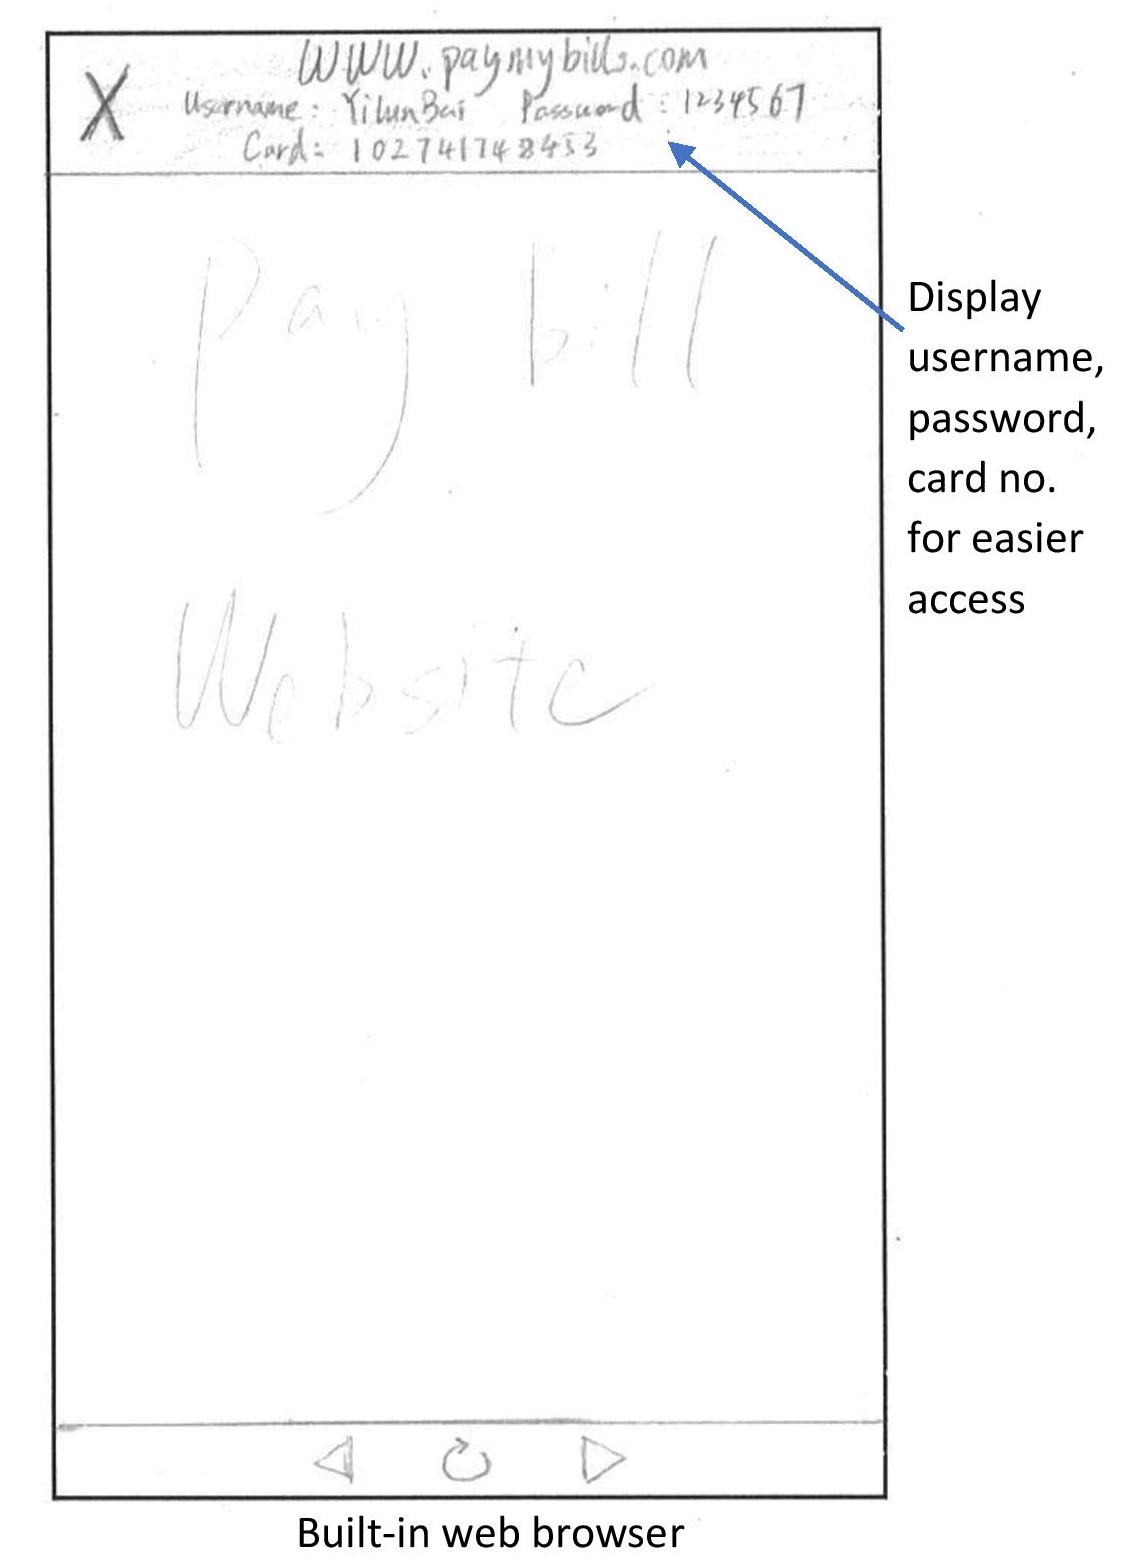 WWW.paymybills.com
Username: YilunBai Password: 1234567
Card: 102741748453
Pay bill
Website
Display
username,
password,
card no.
for easier
access
Built-in web browser